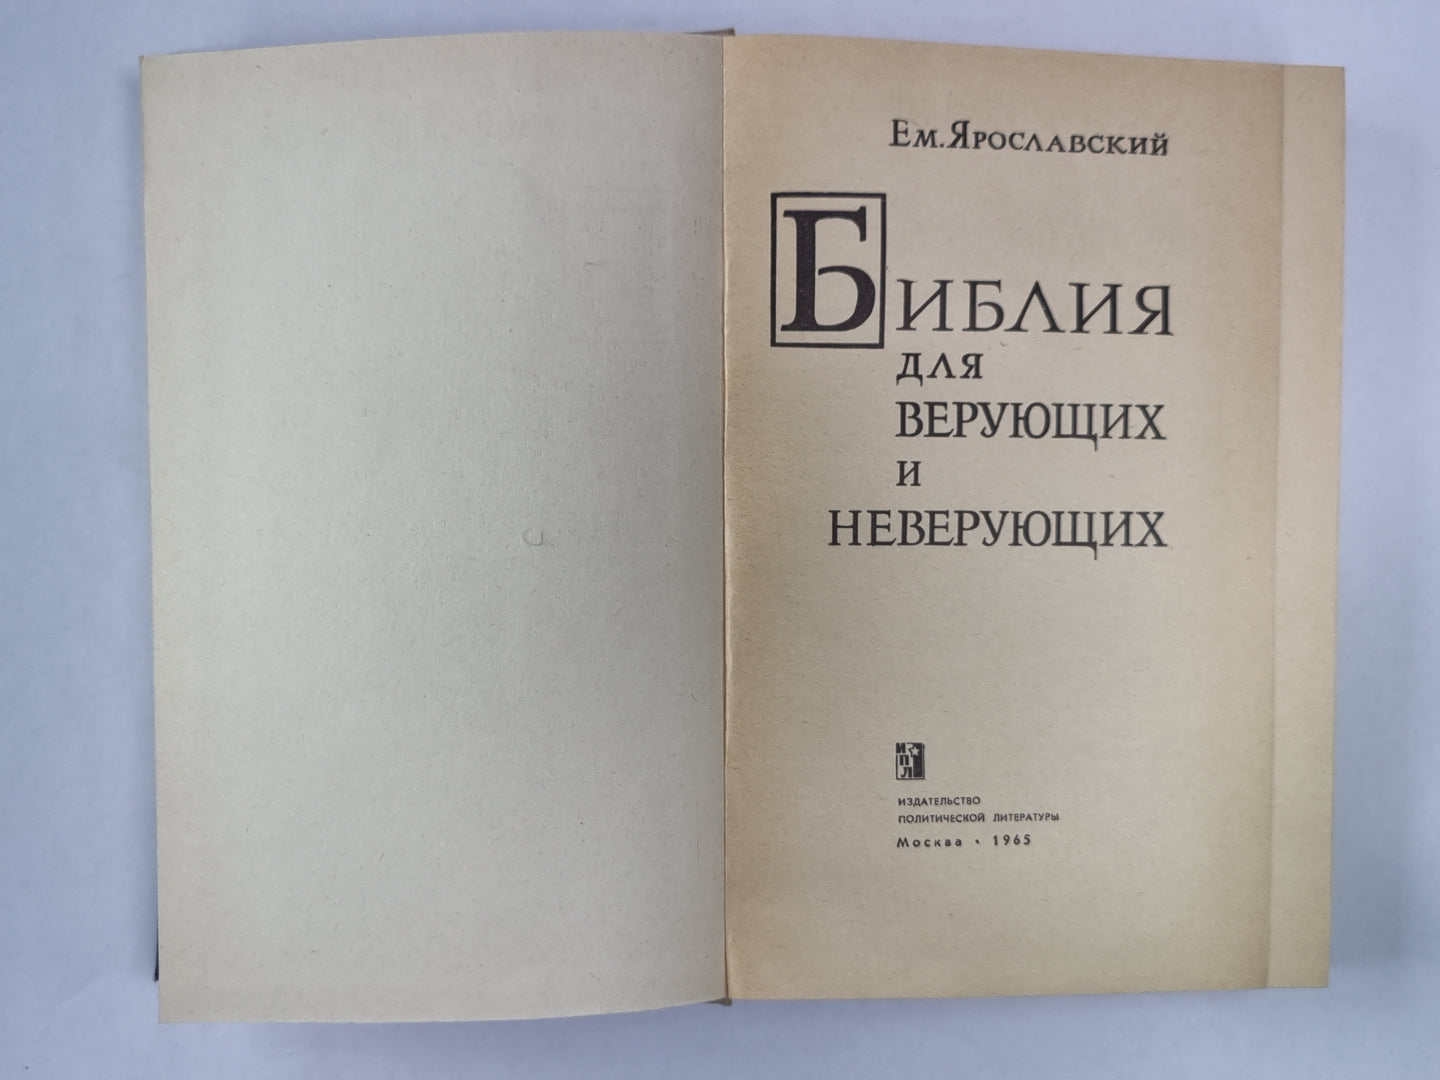 Ем. Ярославский
Библия
для
верующих
и
неверующих
ИПЛ
ИЗДАТЕЛЬСТВО
ПОЛИТИЧЕСКОЙ ЛИТЕРАТУРЫ
Москва • 1965